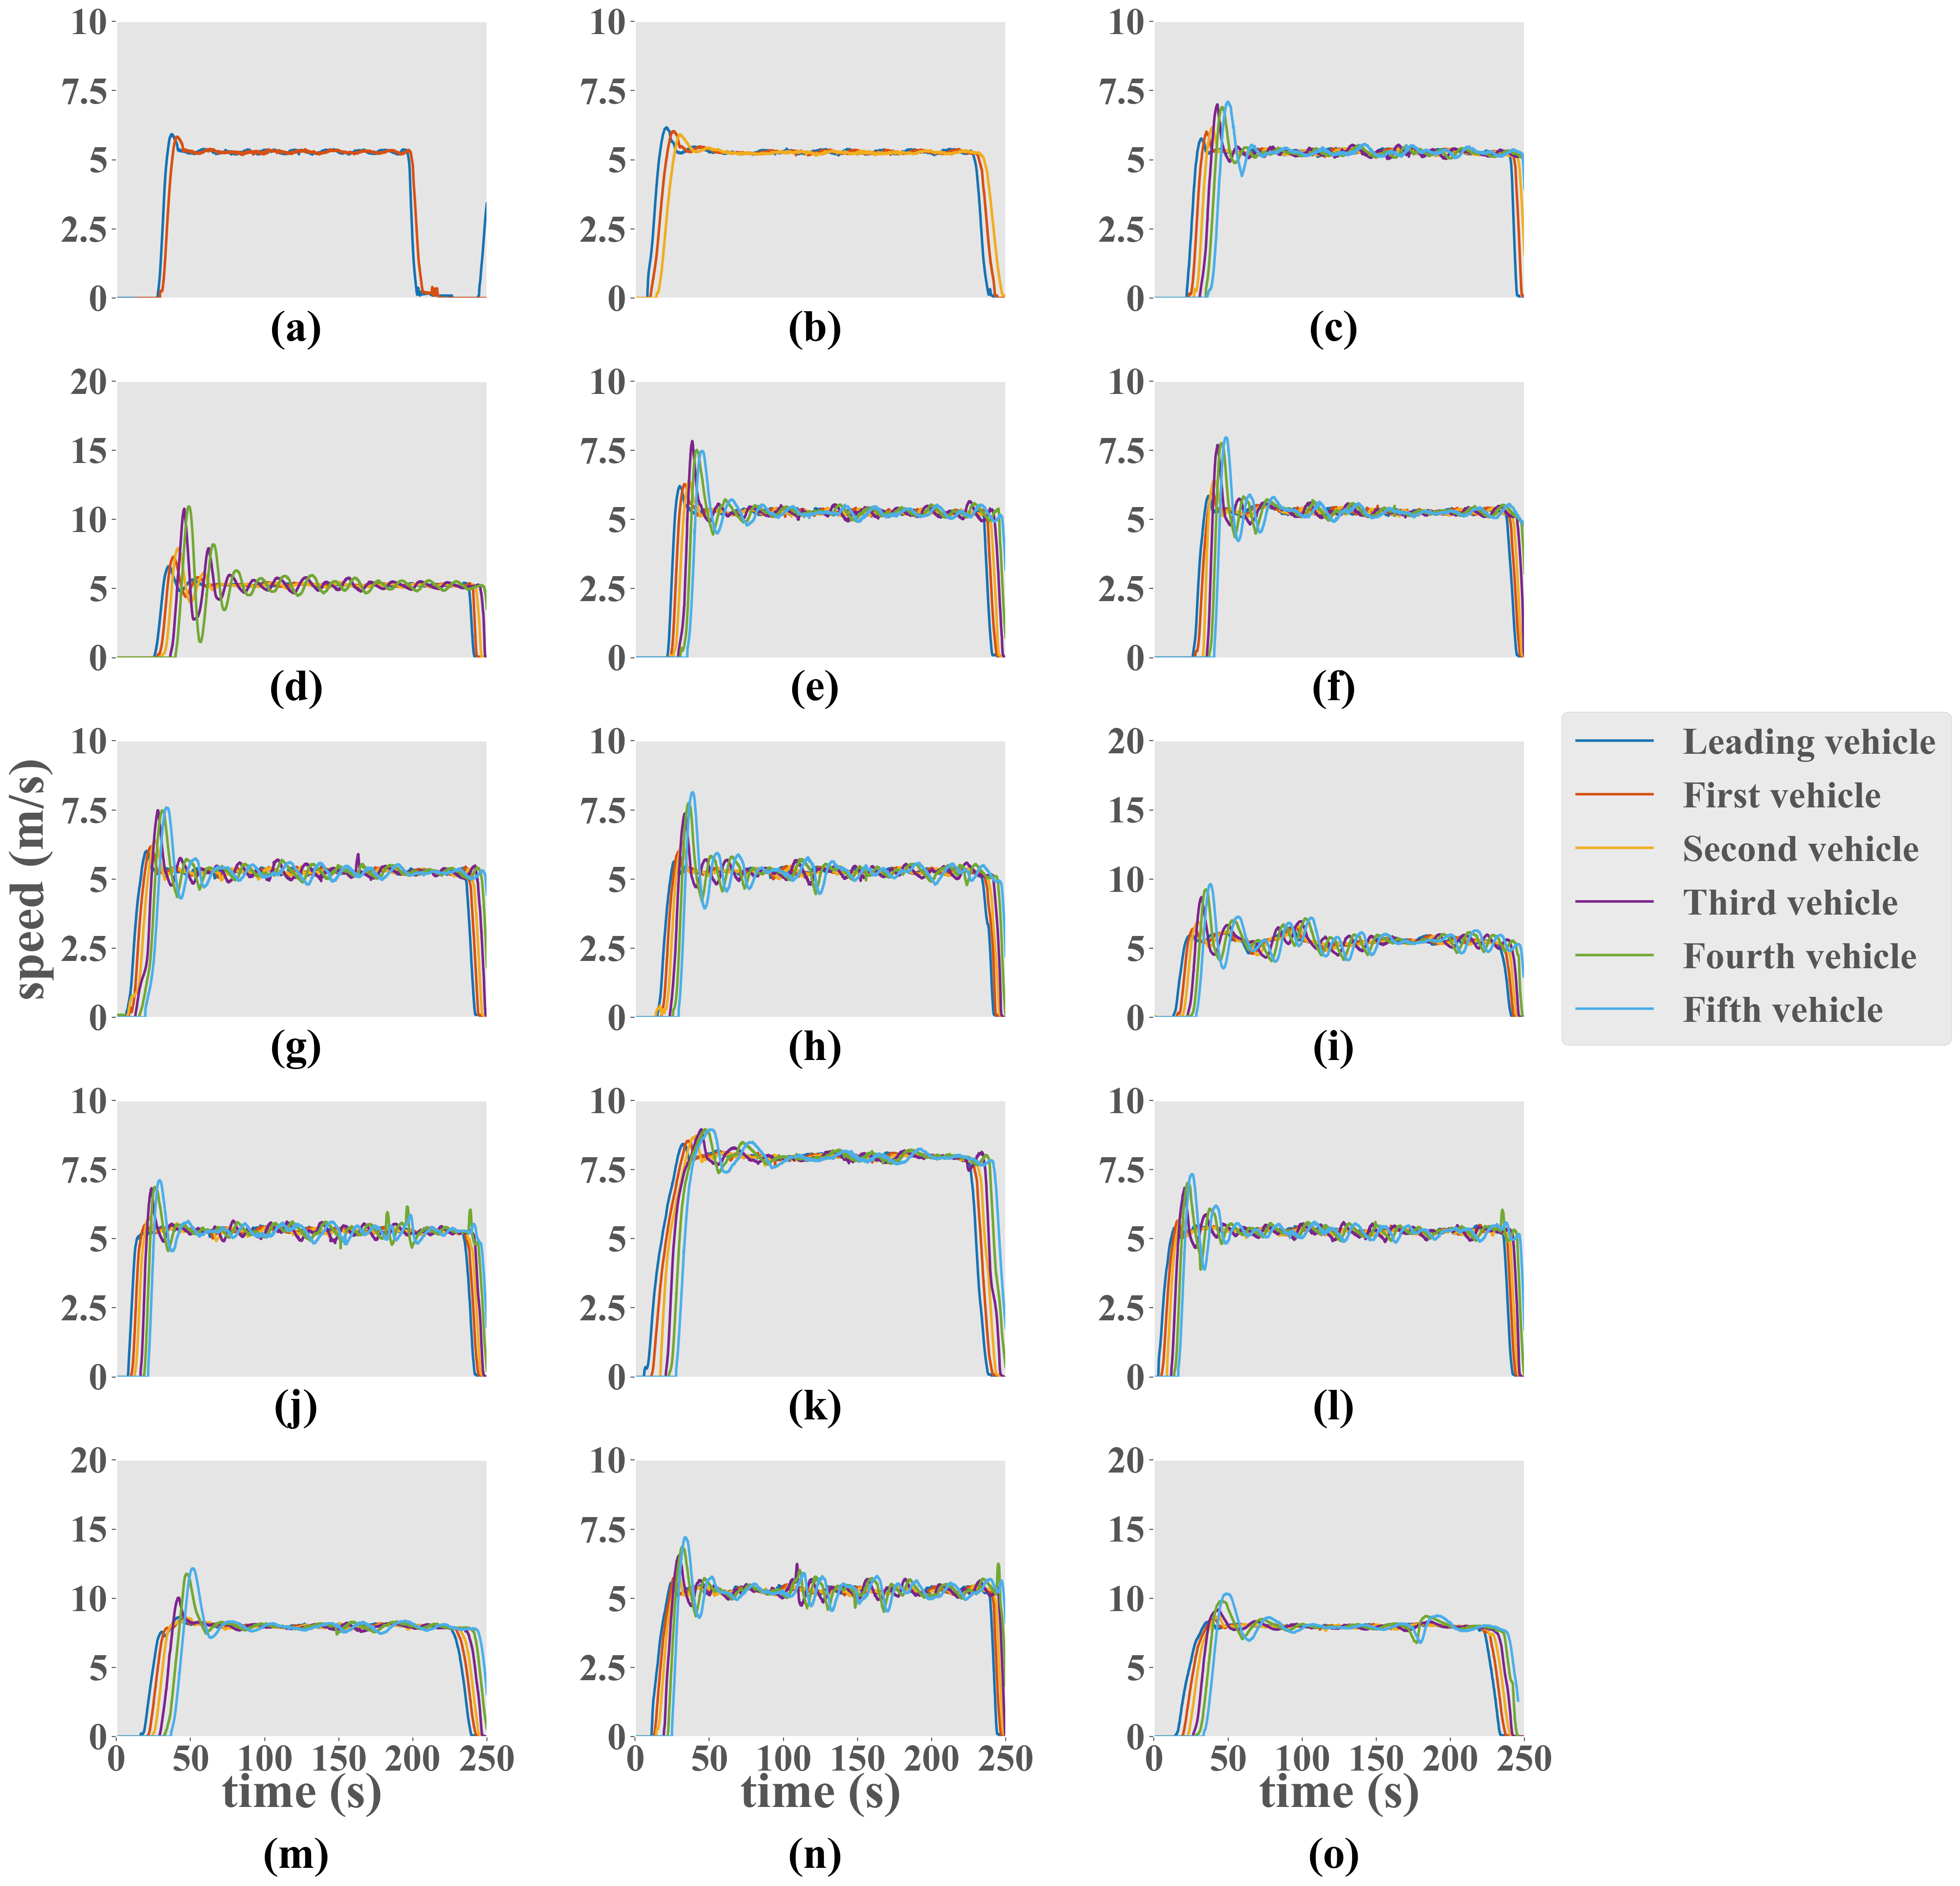 10
7.5
5
2.5
0
(a)
10
7.5
5
2.5
0
(b)
10
7.5
5
2.5
0
(c)
20
15
10
5
0
(d)
10
7.5
5
2.5
0
(e)
10
7.5
5
2.5
0
(f)
speed (m/s)
10
7.5
5
2.5
0
(g)
10
7.5
5
2.5
0
(h)
20
15
10
5
0
(i)
Leading vehicle
First vehicle
Second vehicle
Third vehicle
Fourth vehicle
Fifth vehicle
10
7.5
5
2.5
0
(j)
10
7.5
5
2.5
0
(k)
10
7.5
5
2.5
0
(l)
20
15
10
5
0
0 50 100 150 200 250
time (s)
(m)
10
7.5
5
2.5
0
0 50 100 150 200 250
time (s)
(n)
20
15
10
5
0
0 50 100 150 200 250
time (s)
(o)